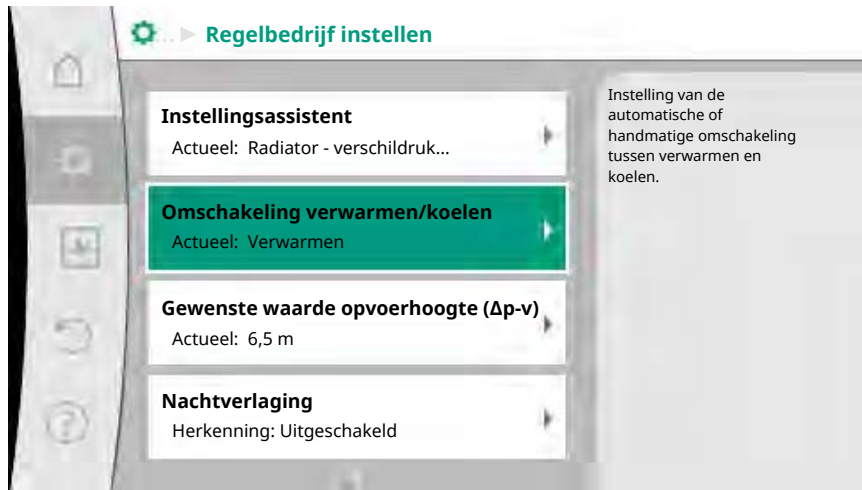 Regelbedrijf instellen
Instellingsassistent
Actueel: Radiator - verschildruk...
Omschakeling verwarmen/koelen
Actueel: Verwarmen
Gewenste waarde opvoerhoogte (Δp-v)
Actueel: 6,5 m
Nachtverlaging
Herkenning: Uitgeschakeld
Instelling van de
automatische of
handmatige omschakeling
tussen verwarmen en
koelen.